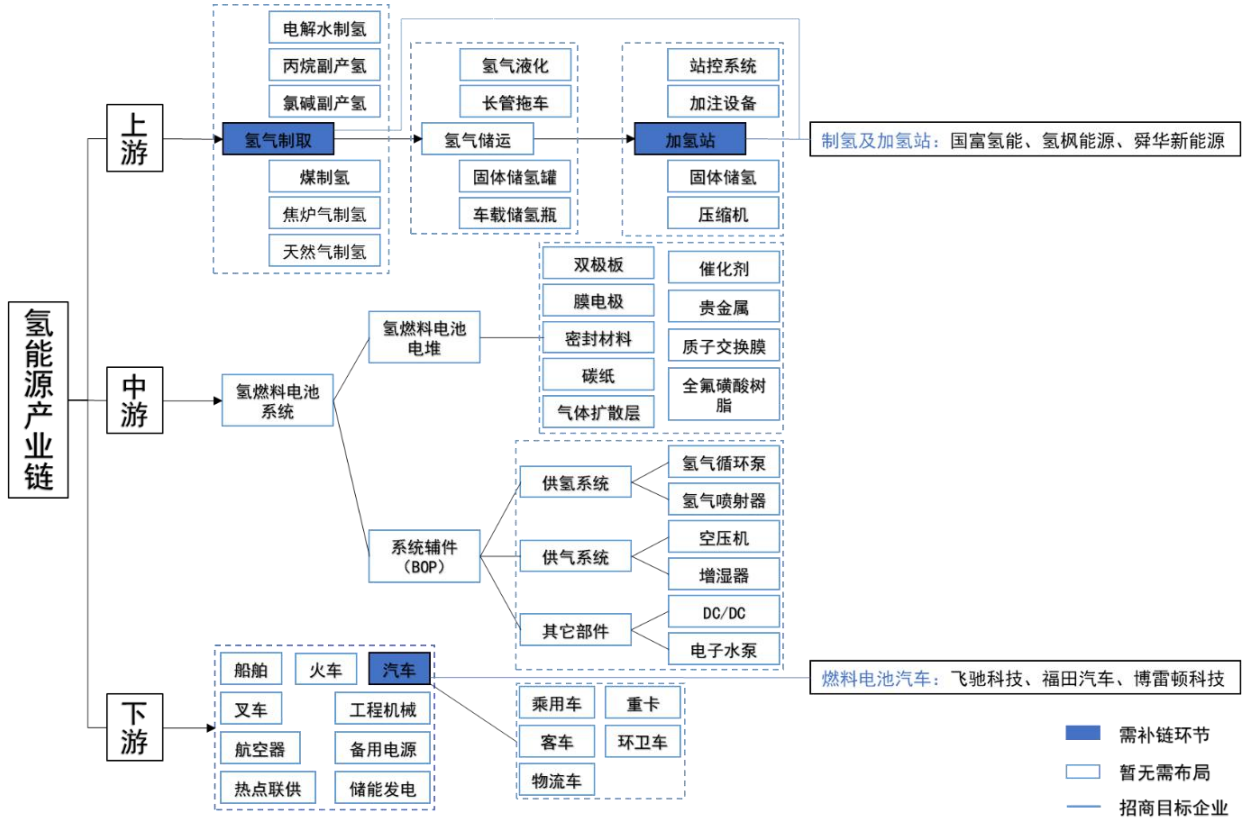 氢能源产业链
上游
电解水制氢
丙烷副产氢
氯碱副产氢
氢气制取
煤制氢
焦炉气制氢
天然气制氢
氢气液化
长管拖车
氢气储运
固体储氢罐
车载储氢瓶
站控系统
加注设备
加氢站
固体储氢
压缩机
制氢及加氢站：国富氢能、氢枫能源、舜华新能源
中游
氢燃料电池
系统
氢燃料电池
电堆
双极板
膜电极
密封材料
碳纸
气体扩散层
催化剂
贵金属
质子交换膜
全氟磺酸树
脂
系统辅件
（BOP）
供氢系统
氢气循环泵
氢气喷射器
供气系统
空压机
增湿器
其它部件
DC/DC
电子水泵
下游
船舶
火车
汽车
叉车
工程机械
航空器
备用电源
热点联供
储能发电
乘用车
重卡
客车
环卫车
物流车
燃料电池汽车：飞驰科技、福田汽车、博雷顿科技
需补链环节
暂无需布局
招商目标企业